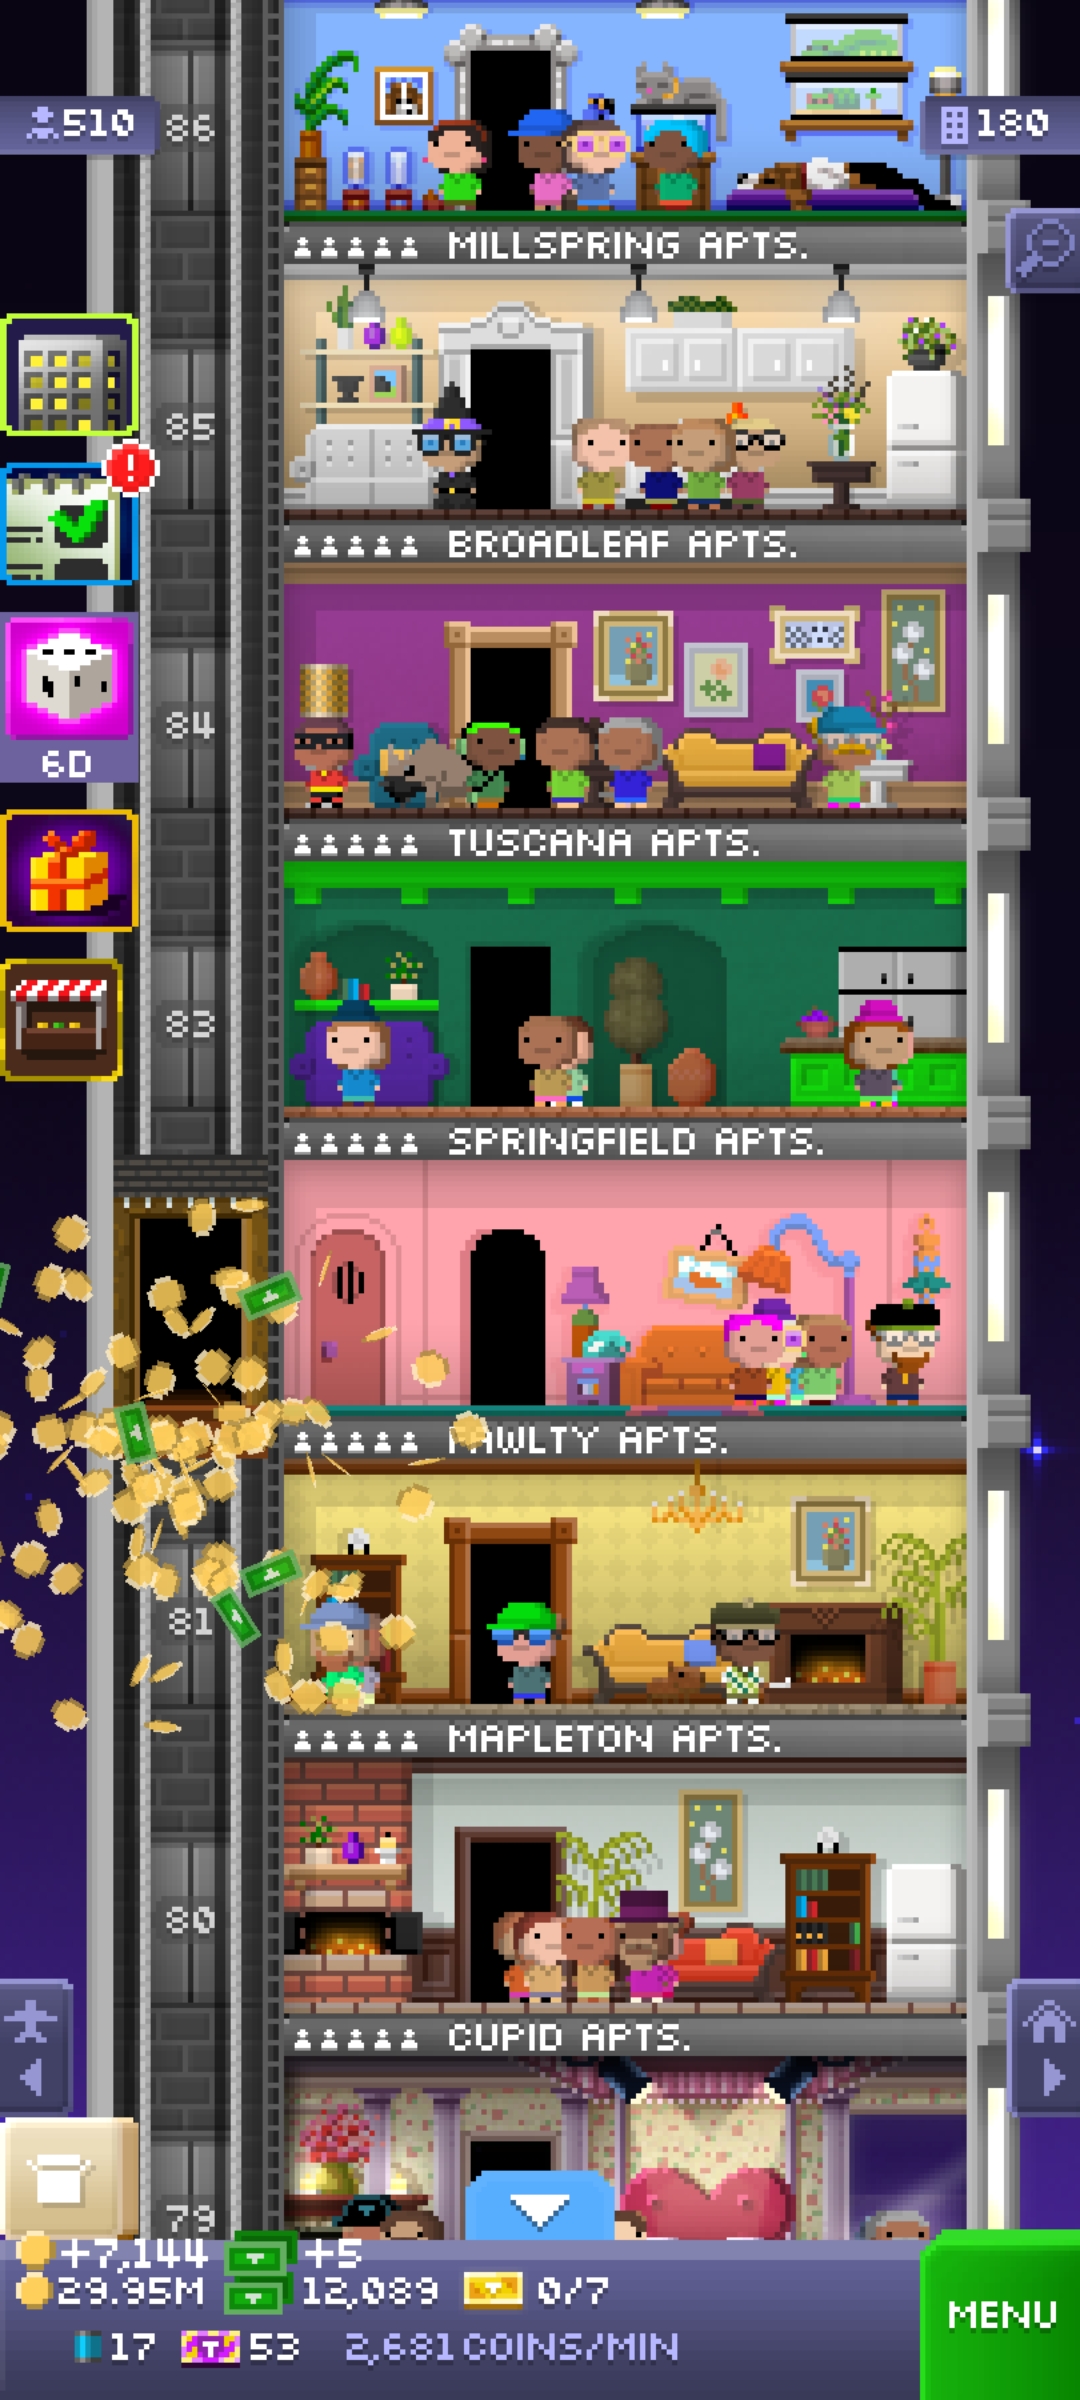 510
86
180
MILLSPRING APTS.
85
BROADLEAF APTS.
84
6D
TUSCANA APTS.
83
SPRINGFIELD APTS.
FAWLTY APTS.
81
MAPLETON APTS.
80
CUPID APTS.
79
+7,144 +5
29.95M 12,089 0/7
MENU
17 53 2,681 COINS/MIN